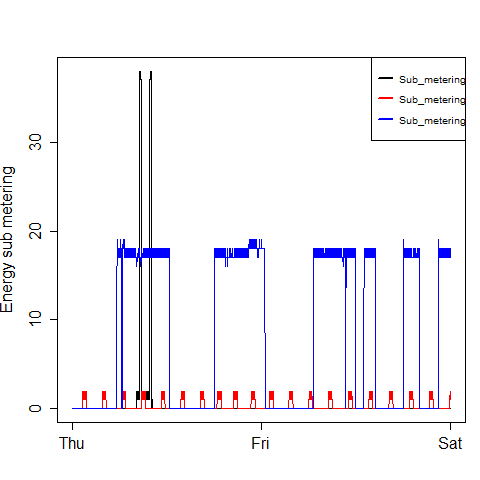 Sub_metering
Sub_metering
Sub_metering
Energy sub metering
0
10
20
30
Thu
Fri
Sat